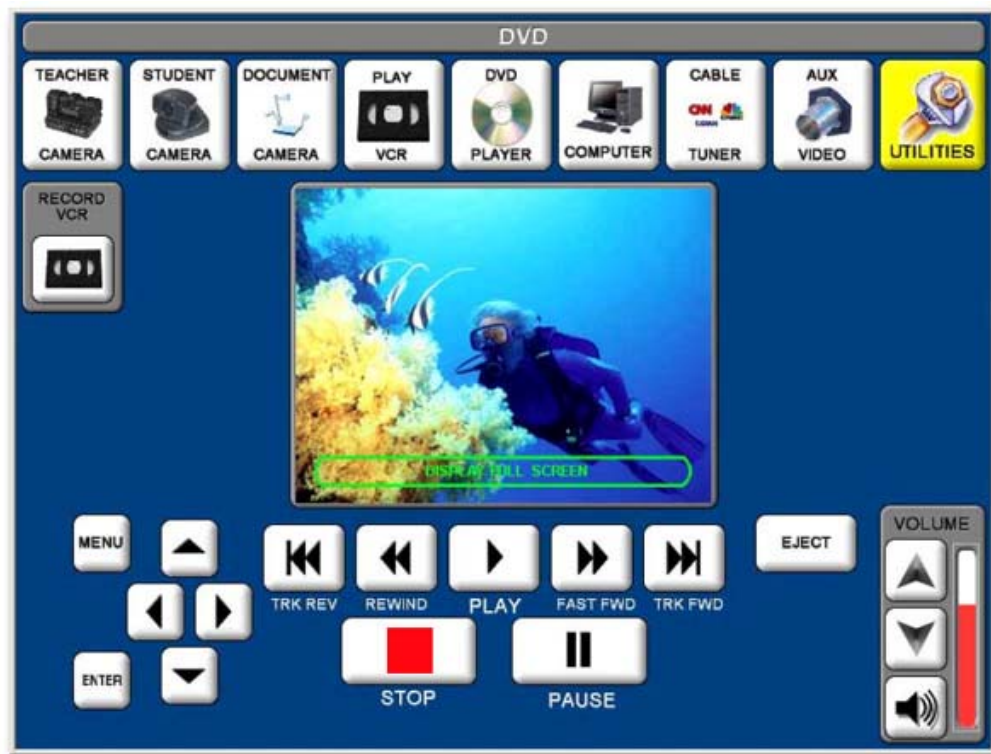 DVD
TEACHER
CAMERA
STUDENT
CAMERA
DOCUMENT
CAMERA
PLAY
VCR
DVD
PLAYER
COMPUTER
CABLE
CNN
TUNER
AUX
VIDEO
UTILITIES
RECORD
VCR
DISPLAY FULL SCREEN
MENU
ENTER
TRK REV
REWIND
PLAY
FAST FWD
TRK FWD
STOP
PAUSE
EJECT
VOLUME